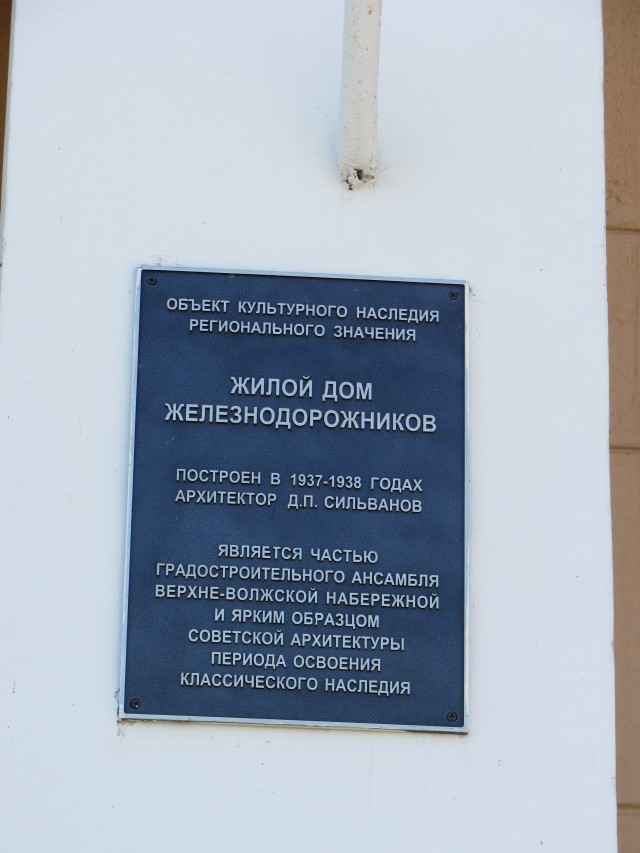 ОБЪЕКТ КУЛЬТУРНОГО НАСЛЕДИЯ
РЕГИОНАЛЬНОГО ЗНАЧЕНИЯ
ЖИЛОЙ ДОМ
ЖЕЛЕЗНОДОРОЖНИКОВ
ПОСТРОЕН В 1937-1938 ГОДАХ
АРХИТЕКТОР Д.П. СИЛЬВАНОВ
ЯВЛЯЕТСЯ ЧАСТЬЮ
ГРАДОСТРОИТЕЛЬНОГО АНСАМБЛЯ
ВЕРХНЕ-ВОЛЖСКОЙ НАБЕРЕЖНОЙ
И ЯРКИМ ОБРАЗЦОМ
СОВЕТСКОЙ АРХИТЕКТУРЫ
ПЕРИОДА ОСВОЕНИЯ
КЛАССИЧЕСКОГО НАСЛЕДИЯ